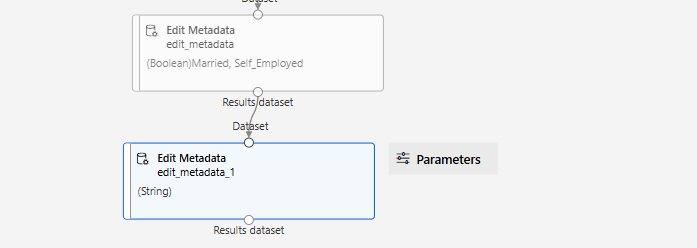 Dataset
Edit Metadata
edit_metadata
(Boolean)Married, Self_Employed
Results dataset
Dataset
Edit Metadata
edit_metadata_1
(String)
Parameters
Results dataset